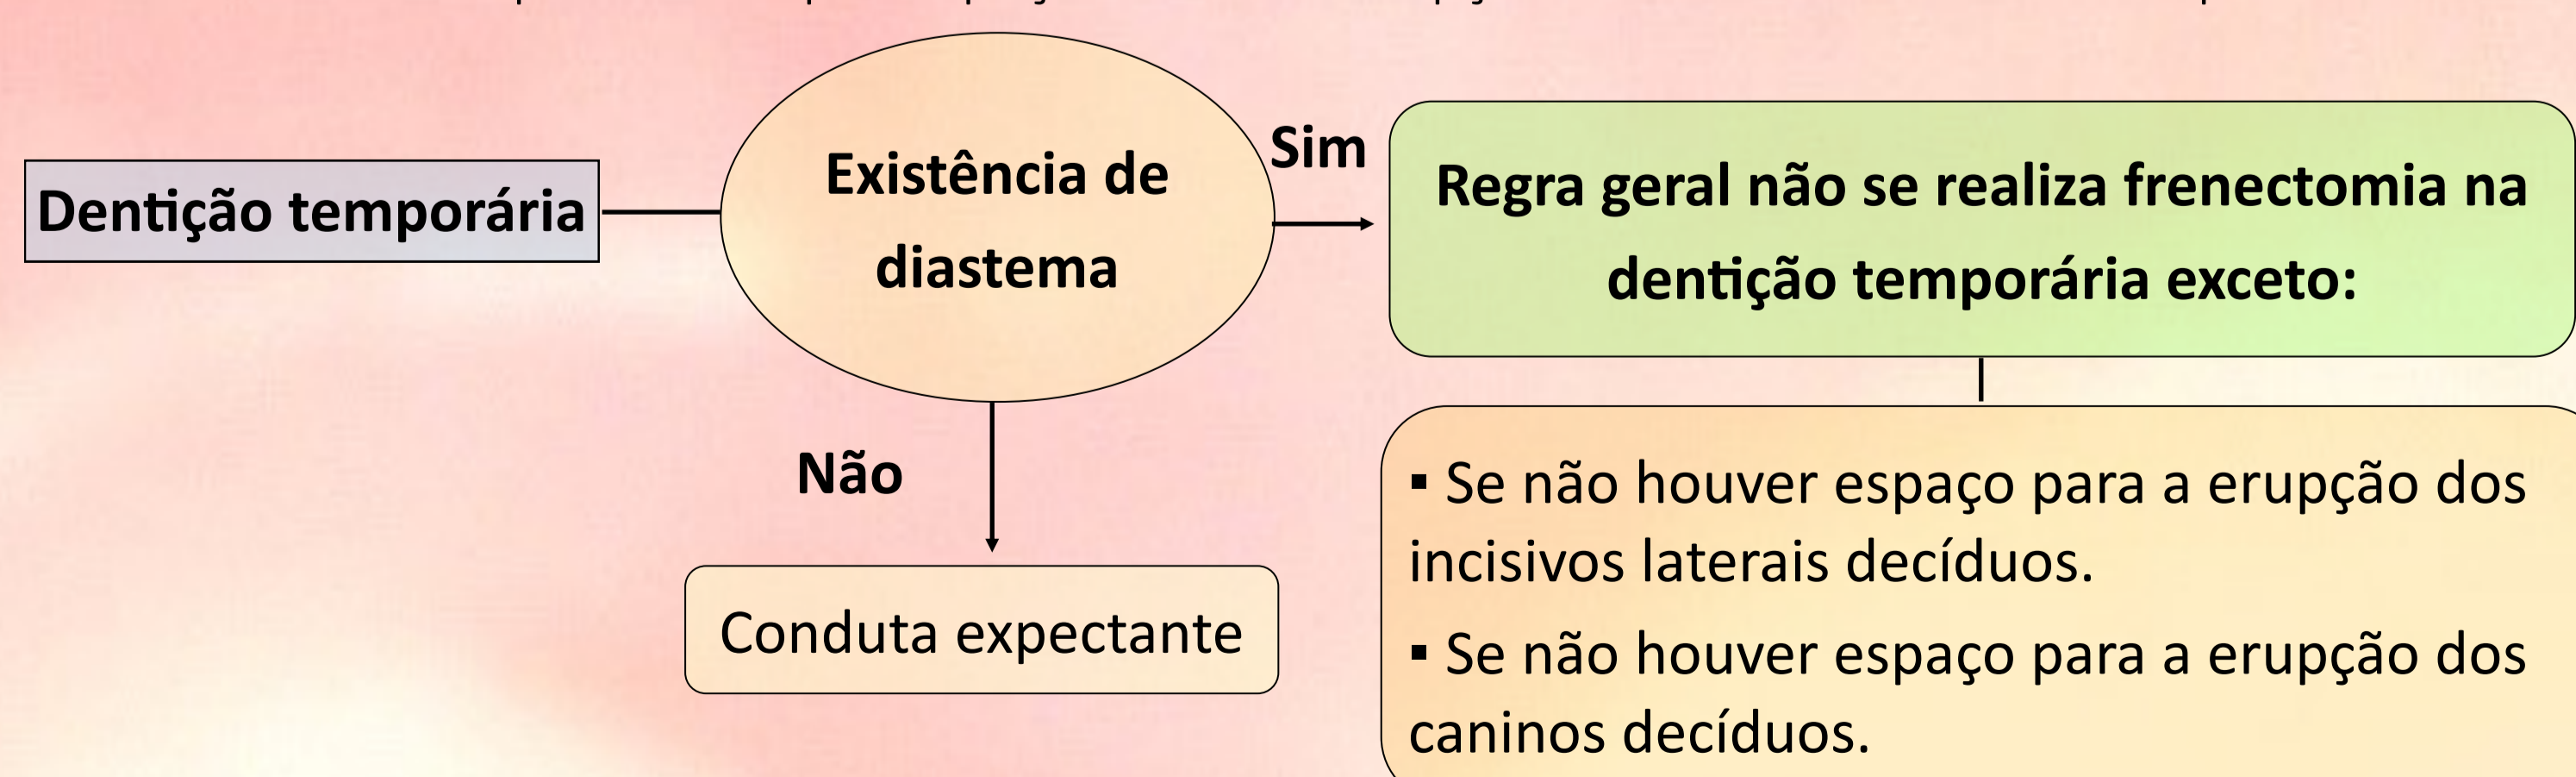 Dentição temporária
Existência de
diastema
Sim
Regra geral não se realiza frenectomia na
dentição temporária exceto:
Não
Conduta expectante
▪ Se não houver espaço para a erupção dos
incisivos laterais decíduos.
▪ Se não houver espaço para a erupção dos
caninos decíduos.